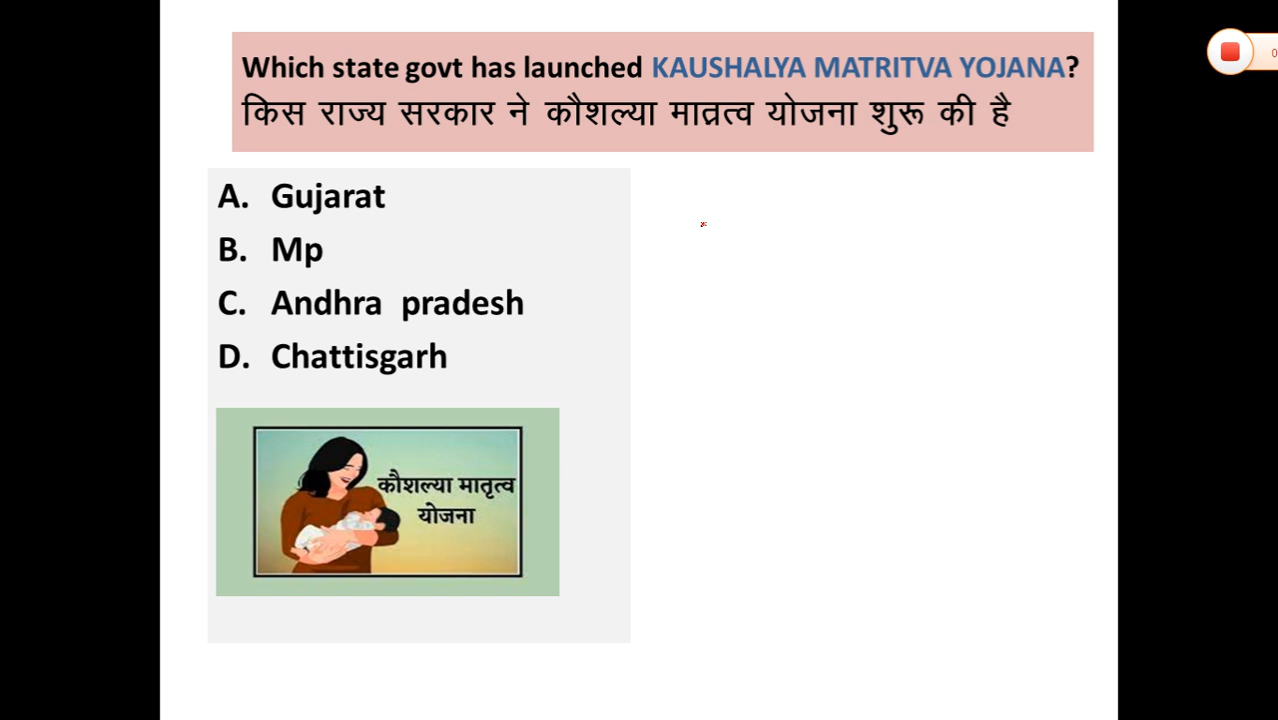 Which state govt has launched KAUSHALYA MATRITVA YOJANA?
किस राज्य सरकार ने कौशल्या मात्रत्व योजना शुरू की है
A. Gujarat
B. Mp
C. Andhra pradesh
D. Chattisgarh
कौशल्या मातृत्व
योजना
0